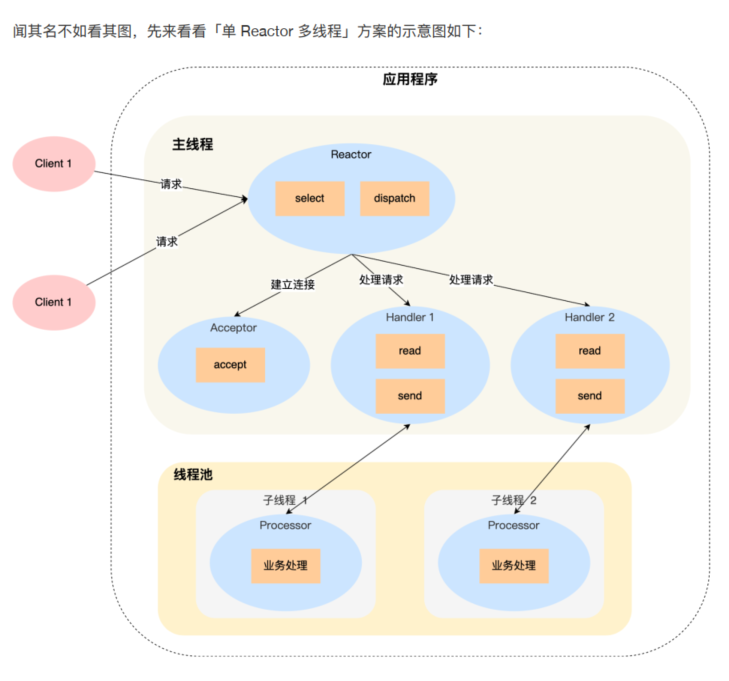 闻其名不如看其图，先来看看「单 Reactor 多线程」方案的示意图如下：
应用程序
主线程
Reactor
select
dispatch
Client 1
请求
请求
Client 1
建立连接
处理请求
处理请求
Acceptor
accept
Handler 1
read
send
Handler 2
read
send
线程池
子线程 1
Processor
业务处理
子线程 2
Processor
业务处理